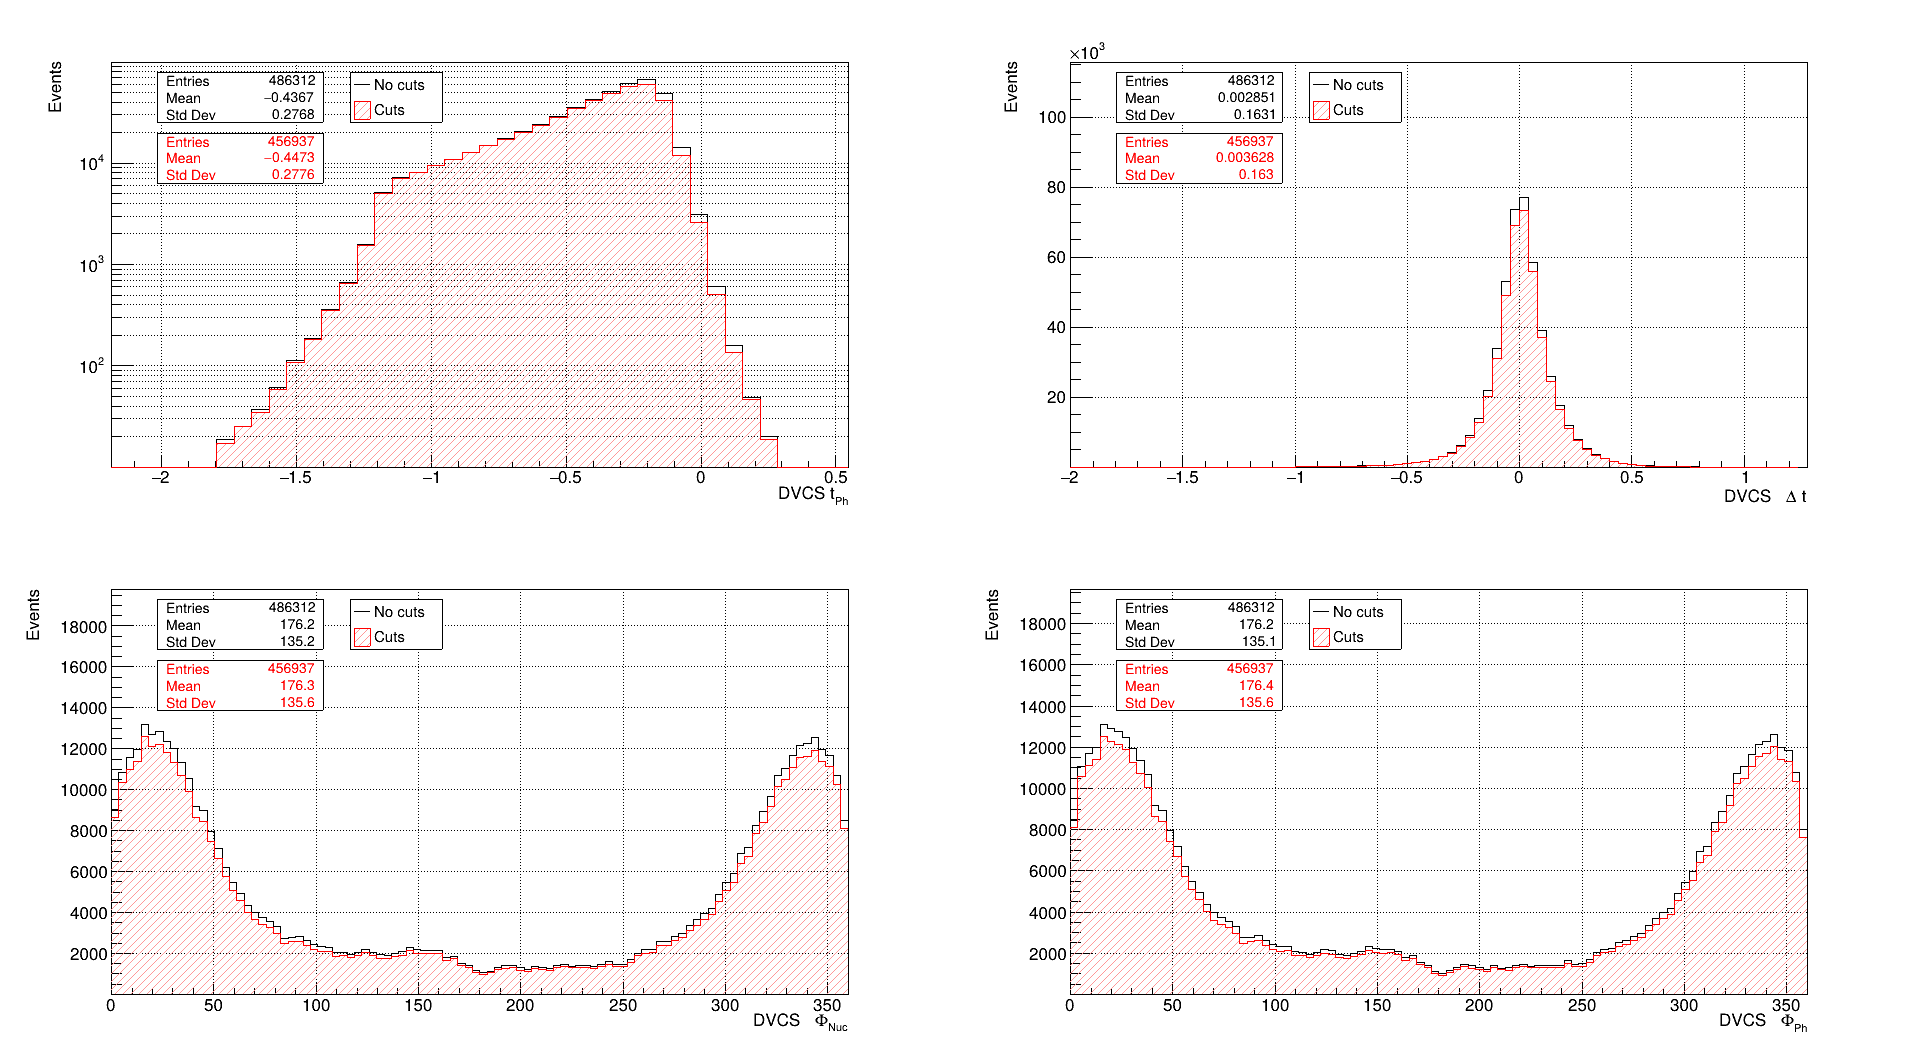 Events
Entries 486312
Mean −0.4367
Std Dev 0.2768
Entries 456937
Mean −0.4473
Std Dev 0.2776
No cuts
Cuts
10⁴
10³
10²
−2 −1.5 −1 −0.5 0 0.5
DVCS t_Ph
×10³
Events
Entries 486312
Mean 0.002851
Std Dev 0.1631
Entries 456937
Mean 0.003628
Std Dev 0.163
No cuts
Cuts
100
80
60
40
20
−2 −1.5 −1 −0.5 0 0.5 1
DVCS Δ t
Events
Entries 486312
Mean 176.2
Std Dev 135.2
Entries 456937
Mean 176.3
Std Dev 135.6
No cuts
Cuts
18000
16000
14000
12000
10000
8000
6000
4000
2000
0 50 100 150 200 250 300 350
DVCS Φ_Nuc
Events
Entries 486312
Mean 176.2
Std Dev 135.1
Entries 456937
Mean 176.4
Std Dev 135.6
No cuts
Cuts
18000
16000
14000
12000
10000
8000
6000
4000
2000
0 50 100 150 200 250 300 350
DVCS Φ_Ph